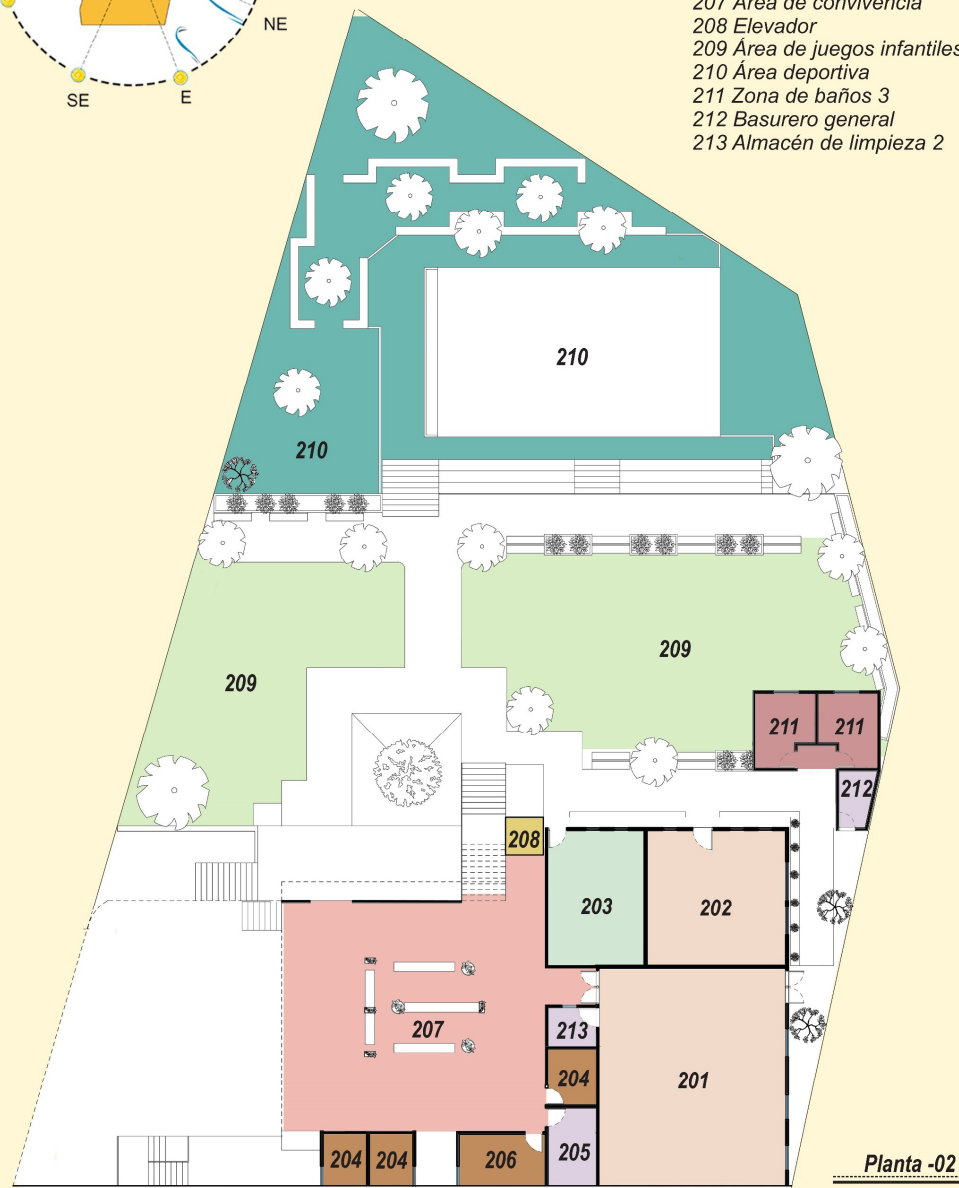 NE
SE
E
207 Área de convivencia
208 Elevador
209 Área de juegos infantiles
210 Área deportiva
211 Zona de baños 3
212 Basurero general
213 Almacén de limpieza 2
210
210
209
209
211
211
212
208
203
202
207
213
204
201
204
204
206
205
Planta -02